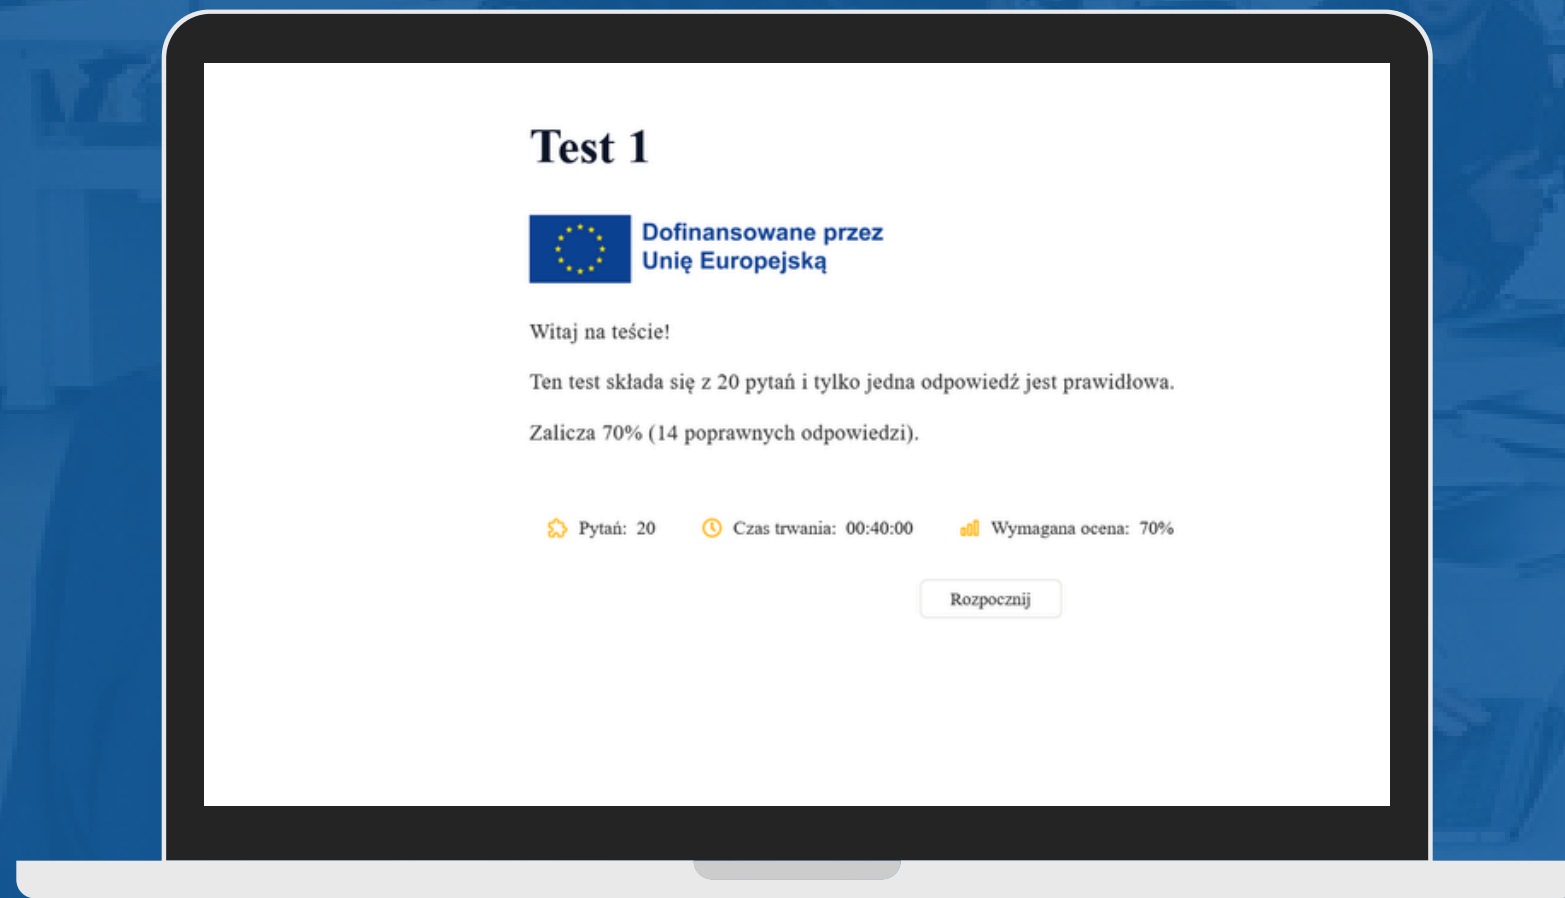 Test 1
Dofinansowane przez
Unię Europejską
Witaj na teście!
Ten test składa się z 20 pytań i tylko jedna odpowiedź jest prawidłowa.
Zalicza 70% (14 poprawnych odpowiedzi).
Pytań: 20 Czas trwania: 00:40:00 Wymagana ocena: 70%
Rozpocznij